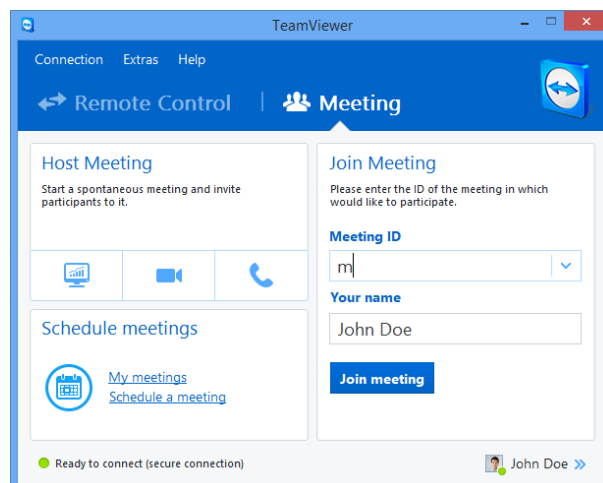 TeamViewer
Connection Extras Help
Remote Control
Meeting
Host Meeting
Start a spontaneous meeting and invite
participants to it.
Schedule meetings
My meetings
Schedule a meeting
Join Meeting
Please enter the ID of the meeting in which
would like to participate.
Meeting ID
m
Your name
John Doe
Join meeting
Ready to connect (secure connection)
John Doe